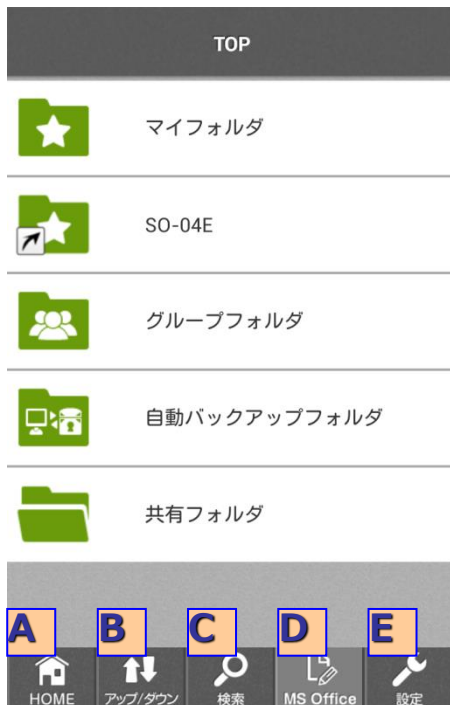 TOP
マイフォルダ
SO-04E
グループフォルダ
自動バックアップフォルダ
共有フォルダ
A B C D E
HOME アップ/ダウン 検索 MS Office 設定